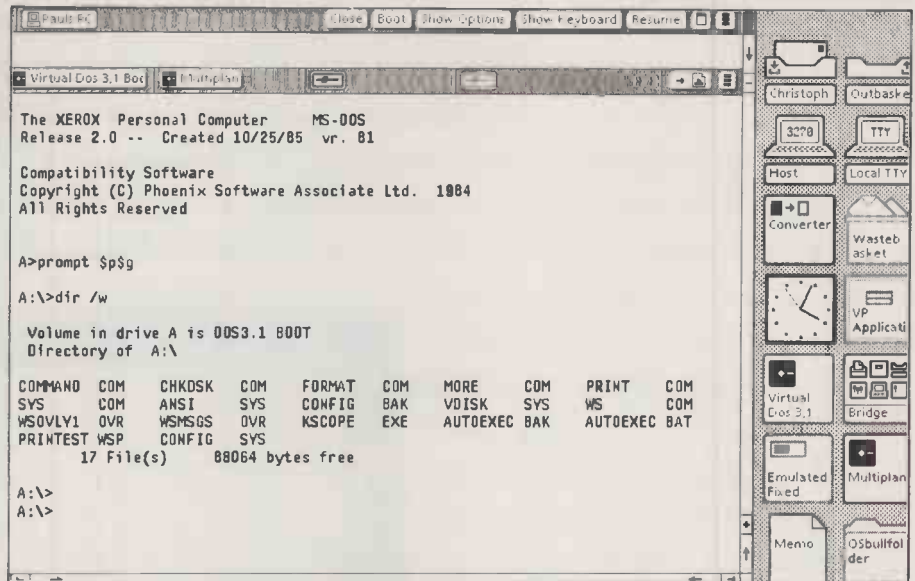 Pauls PC Close Boot Show Options Show Keyboard Resume
Virtual Dos 3,1 Boo Multiplan
The XEROX Personal Computer MS-DOS
Release 2.0 -- Created 10/25/85 vr. 81
Compatibility Software
Copyright (C) Phoenix Software Associate Ltd. 1984
All Rights Reserved
A>prompt $p$g
A:\>dir /w
Volume in drive A is DOS3.1 BOOT
Directory of A:\
COMMAND COM CHKDSK COM FORMAT COM MORE COM PRINT COM
SYS COM ANSI SYS CONFIG BAK VDISK SYS WS COM
WSOVLY1 OVR WSMSGS OVR KSCOPE EXE AUTOEXEC BAK AUTOEXEC BAT
PRINTEST WSP CONFIG SYS
17 File(s) 88064 bytes free
A:\>
A:\>
Christoph
Outbaske
3270
TTY
Host
Local TTY
Converter
Wasteb
asket
VP
Applicati
Virtual
Dos 3,1
Bridge
Emulated
Fixed
Multiplan
Memo
OSbullfol
der